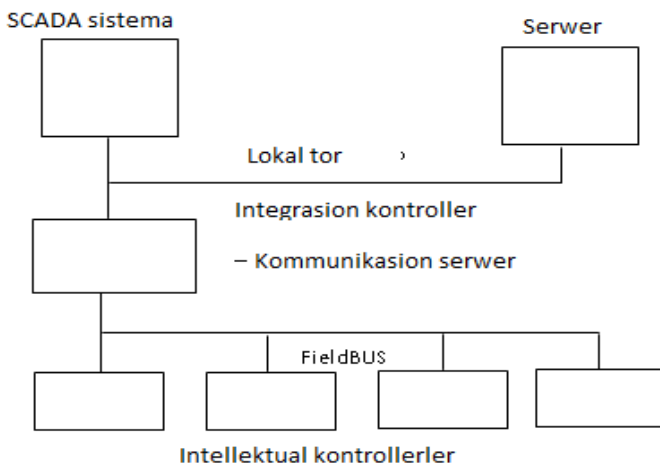 SCADA sistema
Serwer
Lokal tor
Integrasion kontroller
– Kommunikasion serwer
FieldBUS
Intellektual kontrollerler